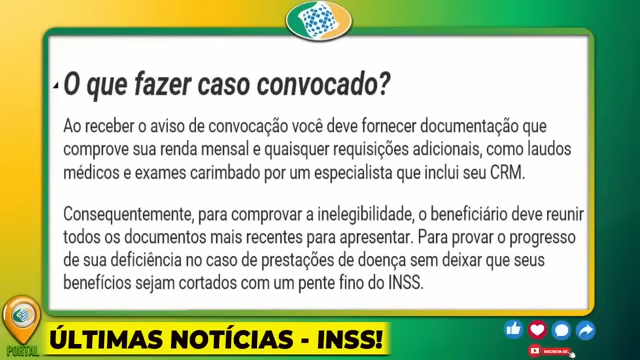 O que fazer caso convocado?
Ao receber o aviso de convocação você deve fornecer documentação que
comprove sua renda mensal e quaisquer requisições adicionais, como laudos
médicos e exames carimbado por um especialista que inclui seu CRM.
Consequentemente, para comprovar a inelegibilidade, o beneficiário deve reunir
todos os documentos mais recentes para apresentar. Para provar o progresso
de sua deficiência no caso de prestações de doença sem deixar que seus
benefícios sejam cortados com um pente fino do INSS.
PORTAL
ÚLTIMAS NOTÍCIAS - INSS!
INSCREVA-SE